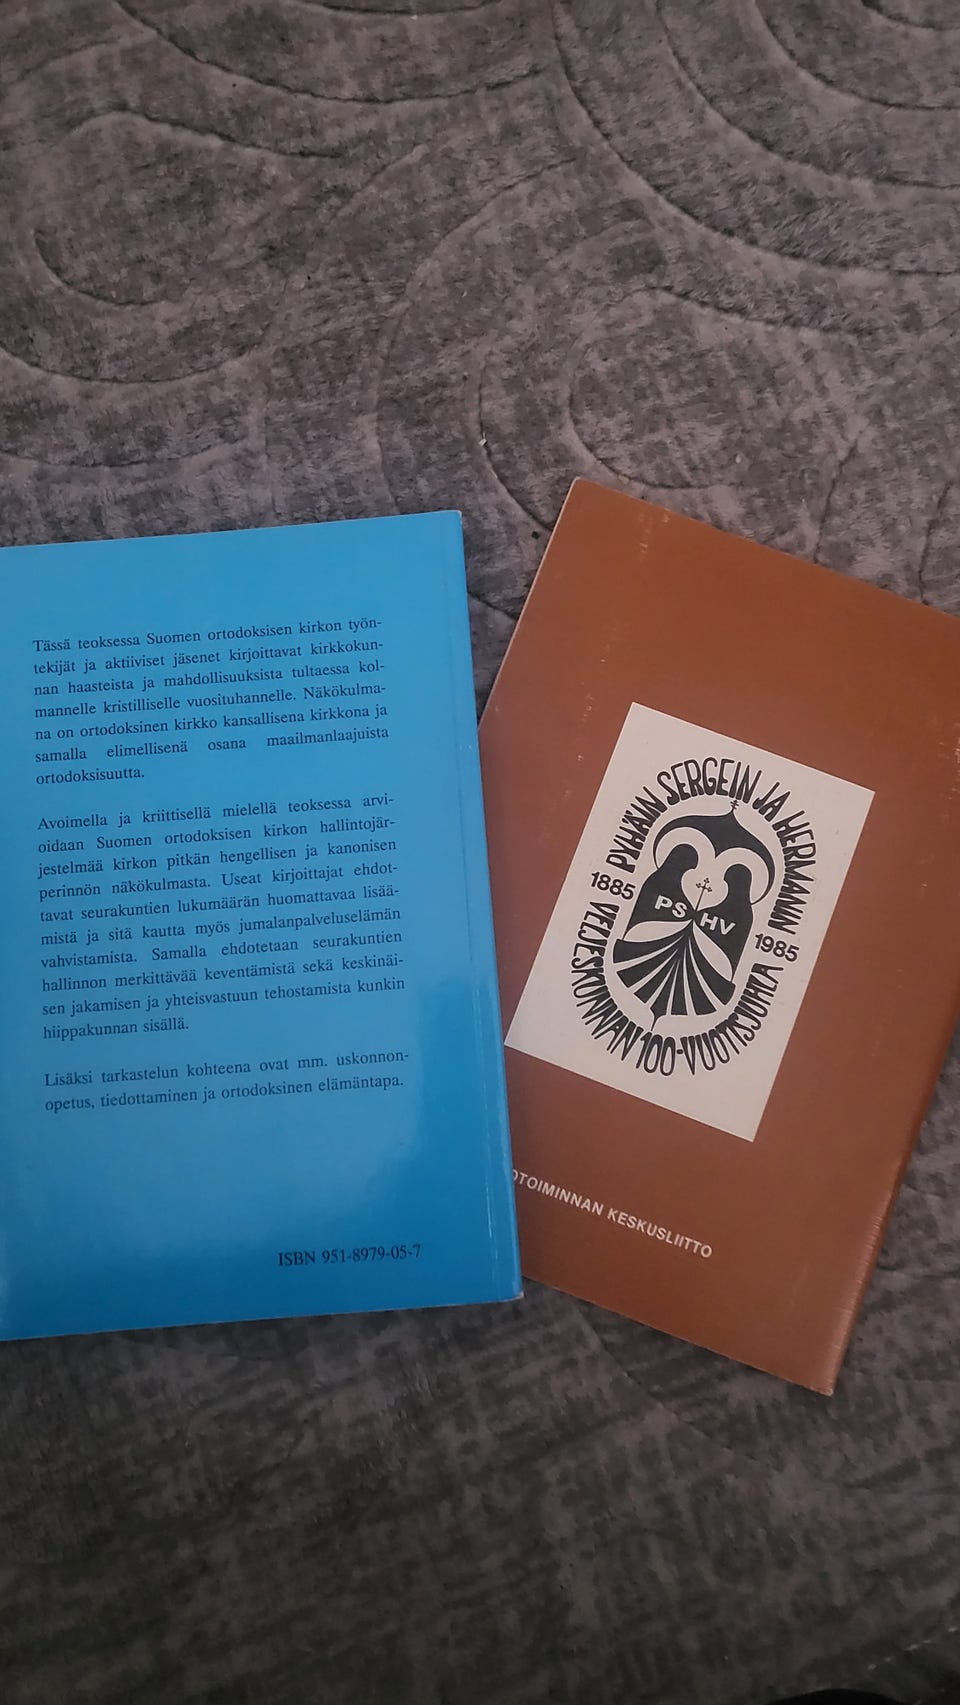 Tässä teoksessa Suomen ortodoksisen kirkon työn-
tekijät ja aktiiviset jäsenet kirjoittavat kirkkokun-
nan haasteista ja mahdollisuuksista tultaessa kol-
mannelle kristilliselle vuosituhannelle. Näkökulma-
na on ortodoksinen kirkko kansallisena kirkkona ja
samalla elimellisenä osana maailmanlaajuista
ortodoksisuutta.
Avoimella ja kriittisellä mielellä teoksessa arvi-
oidaan Suomen ortodoksisen kirkon hallintojär-
jestelmää kirkon pitkän hengellisen ja kanonisen
perinnön näkökulmasta. Useat kirjoittajat ehdot-
tavat seurakuntien lukumäärän huomattavaa lisää-
mistä ja sitä kautta myös jumalanpalveluselämän
vahvistamista. Samalla ehdotetaan seurakuntien
hallinnon merkittävää keventämistä sekä keskinäi-
sen jakamisen ja yhteisvastuun tehostamista kunkin
hiippakunnan sisällä.
Lisäksi tarkastelun kohteena ovat mm. uskonnon-
opetus, tiedottaminen ja ortodoksinen elämäntapa.
ISBN 951-8979-05-7
PYHÄIN SERGEIN JA HERMANNIN
1885
PS HV
1985
VELJESKUNNAN 100-VUOTISJUHLA
OTOIMINNAN KESKUSLIITTO